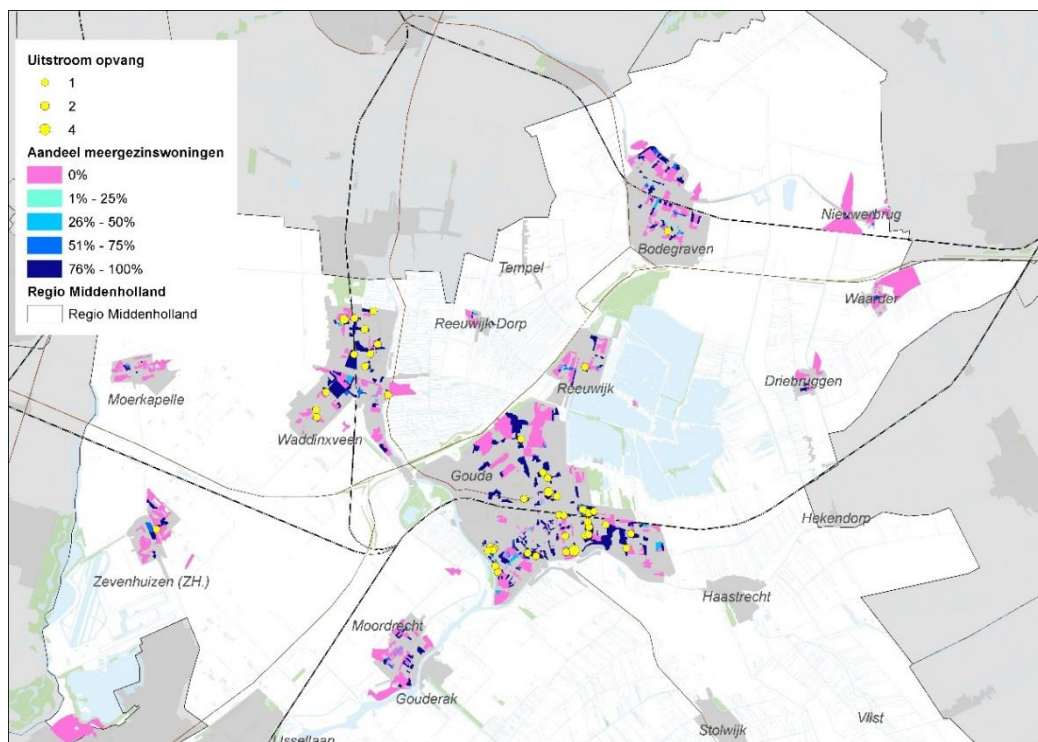 Uitstroom opvang
1
2
4
Aandeel meergezinswoningen
0%
1% - 25%
26% - 50%
51% - 75%
76% - 100%
Regio Middenholland
Regio Middenholland
Nieuwerbrug
Bodegraven
Tempel
Waarder
Reeuwijk-Dorp
Driebruggen
Reeuwijk
Moerkapelle
Waddinxveen
Gouda
Hekendorp
Zevenhuizen (ZH.)
Haastrecht
Moordrecht
Gouderak
Vlist
Stolwijk
IJssellaan